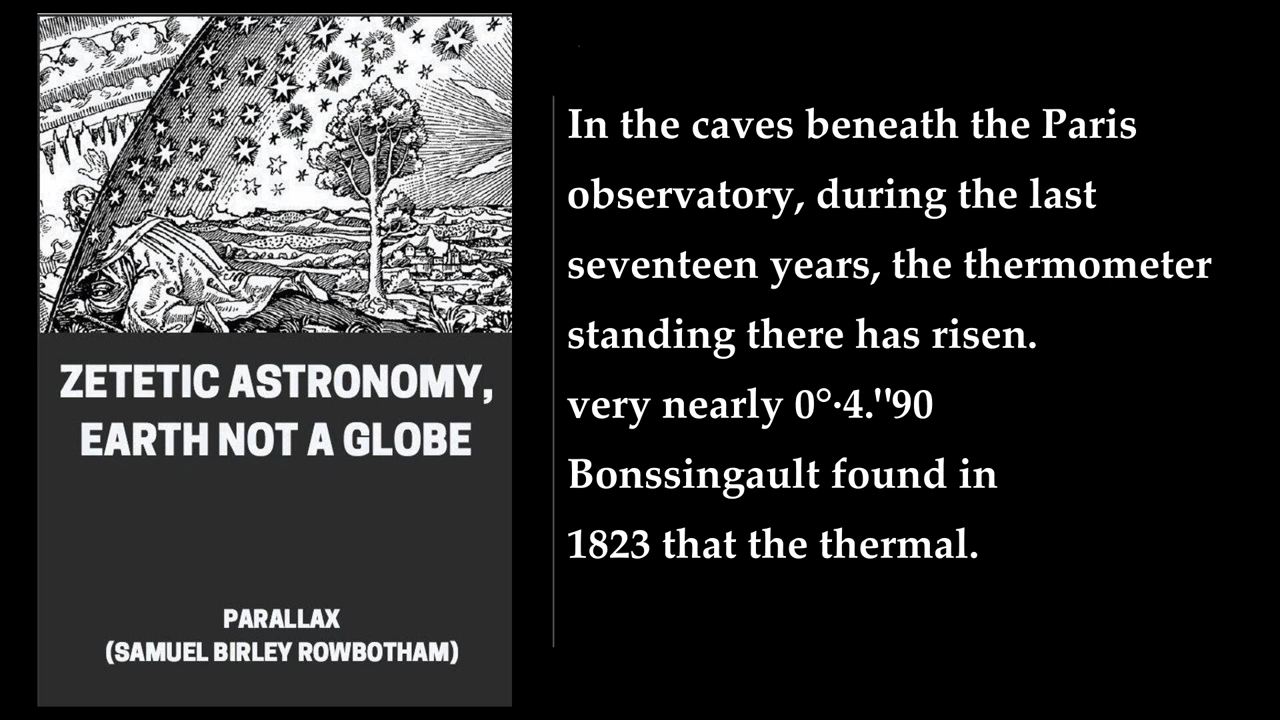 ZETETIC ASTRONOMY,
EARTH NOT A GLOBE
PARALLAX
(SAMUEL BIRLEY ROWBOTHAM)
In the caves beneath the Paris
observatory, during the last
seventeen years, the thermometer
standing there has risen.
very nearly 0°·4."90
Bonssingault found in
1823 that the thermal.